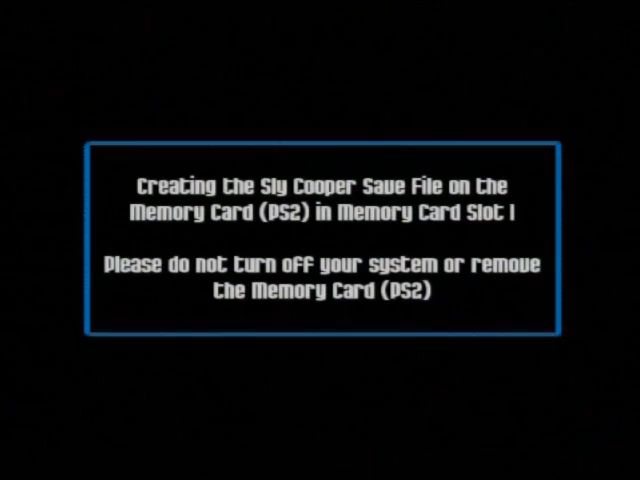 Creating the Sly Cooper Save File on the
Memory Card (PS2) in Memory Card Slot 1
Please do not turn off your system or remove
the Memory Card (PS2)